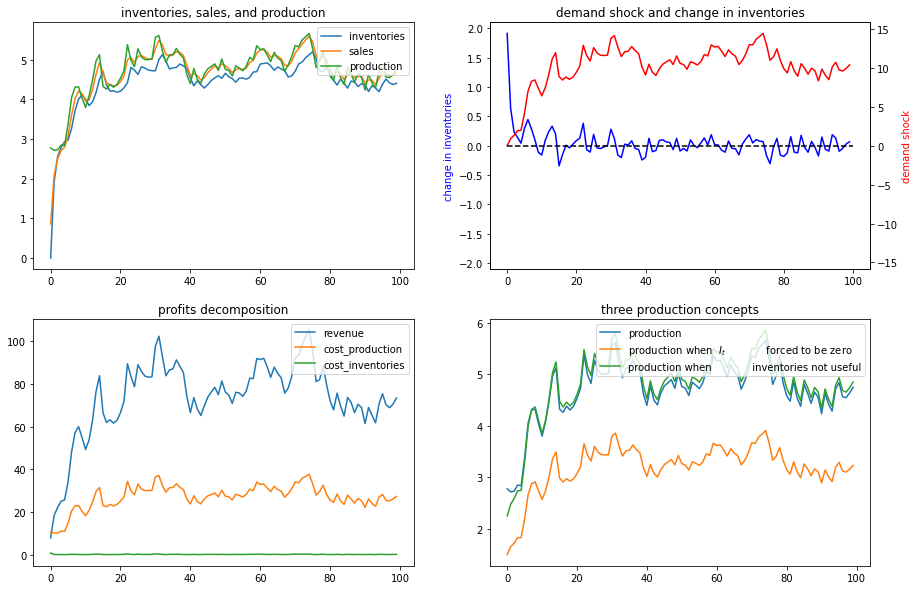 inventories, sales, and production
inventories
sales
production
5
4
3
2
1
0
0 20 40 60 80 100
demand shock and change in inventories
change in inventories
2.0
1.5
1.0
0.5
0.0
−0.5
−1.0
−1.5
−2.0
15
10
5
0
−5
−10
−15
demand shock
0 20 40 60 80 100
profits decomposition
revenue
cost_production
cost_inventories
100
80
60
40
20
0
0 20 40 60 80 100
three production concepts
production
production when I_t forced to be zero
production when inventories not useful
6
5
4
3
2
0 20 40 60 80 100